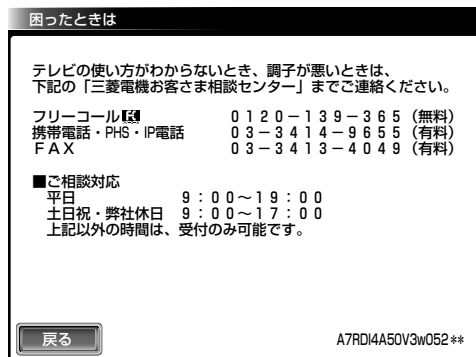 困ったときは
テレビの使い方がわからないとき、調子が悪いときは、
下記の「三菱電機お客さま相談センター」までご連絡ください。
フリーコール 0120－139－365（無料）
携帯電話・PHS・IP電話 03－3414－9655（有料）
ＦＡＸ 03－3413－4049（有料）
■ご相談対応
平日 9：00～19：00
土日祝・弊社休日 9：00～17：00
上記以外の時間は、受付のみ可能です。
戻る A7RDI4A50V3w052**